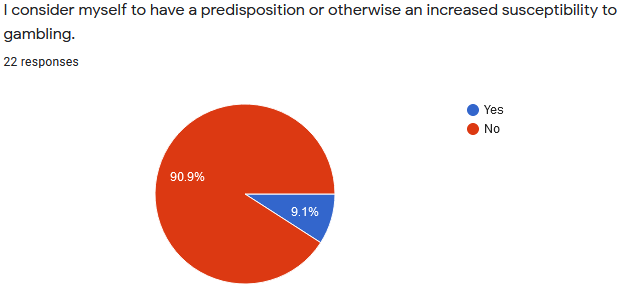 I consider myself to have a predisposition or otherwise an increased susceptibility to
gambling.
22 responses
Yes
No
90.9%
9.1%